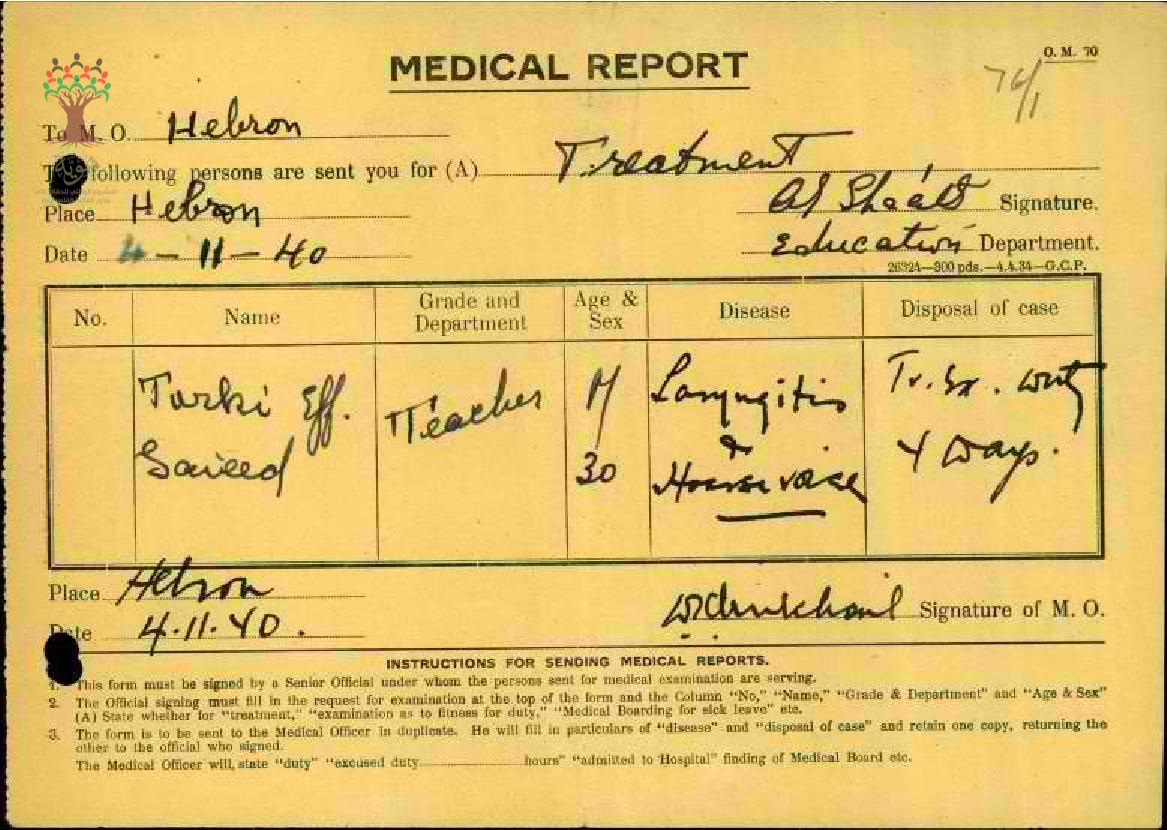 O. M. 70
MEDICAL REPORT
76/1
To M. O. Hebron
following persons are sent you for (A) Treatment
Place Hebron
Al Shealt Signature.
Date 4 - 11 - 40
Education Department.
26324—900 pds.—4.4.34—G.C.P.
No. Name Grade and Department Age & Sex Disease Disposal of case
Turki Eff. Teacher M Laryngitis Tr.
Saieed 30 & 4 Days.
Hoarse voice
Place Hebron
Signature of M. O.
Date 4.11.40.
INSTRUCTIONS FOR SENDING MEDICAL REPORTS.
1. This form must be signed by a Senior Official under whom the persons sent for medical examination are serving.
2. The Official signing must fill in the request for examination at the top of the form and the Column "No," "Name," "Grade & Department" and "Age & Sex"
(A) State whether for "treatment," "examination as to fitness for duty," "Medical Boarding for sick leave" etc.
3. The form is to be sent to the Medical Officer in duplicate. He will fill in particulars of "disease" and "disposal of case" and retain one copy, returning the
other to the official who signed.
The Medical Officer will, state "duty" "excused duty ........ hours" "admitted to Hospital" finding of Medical Board etc.